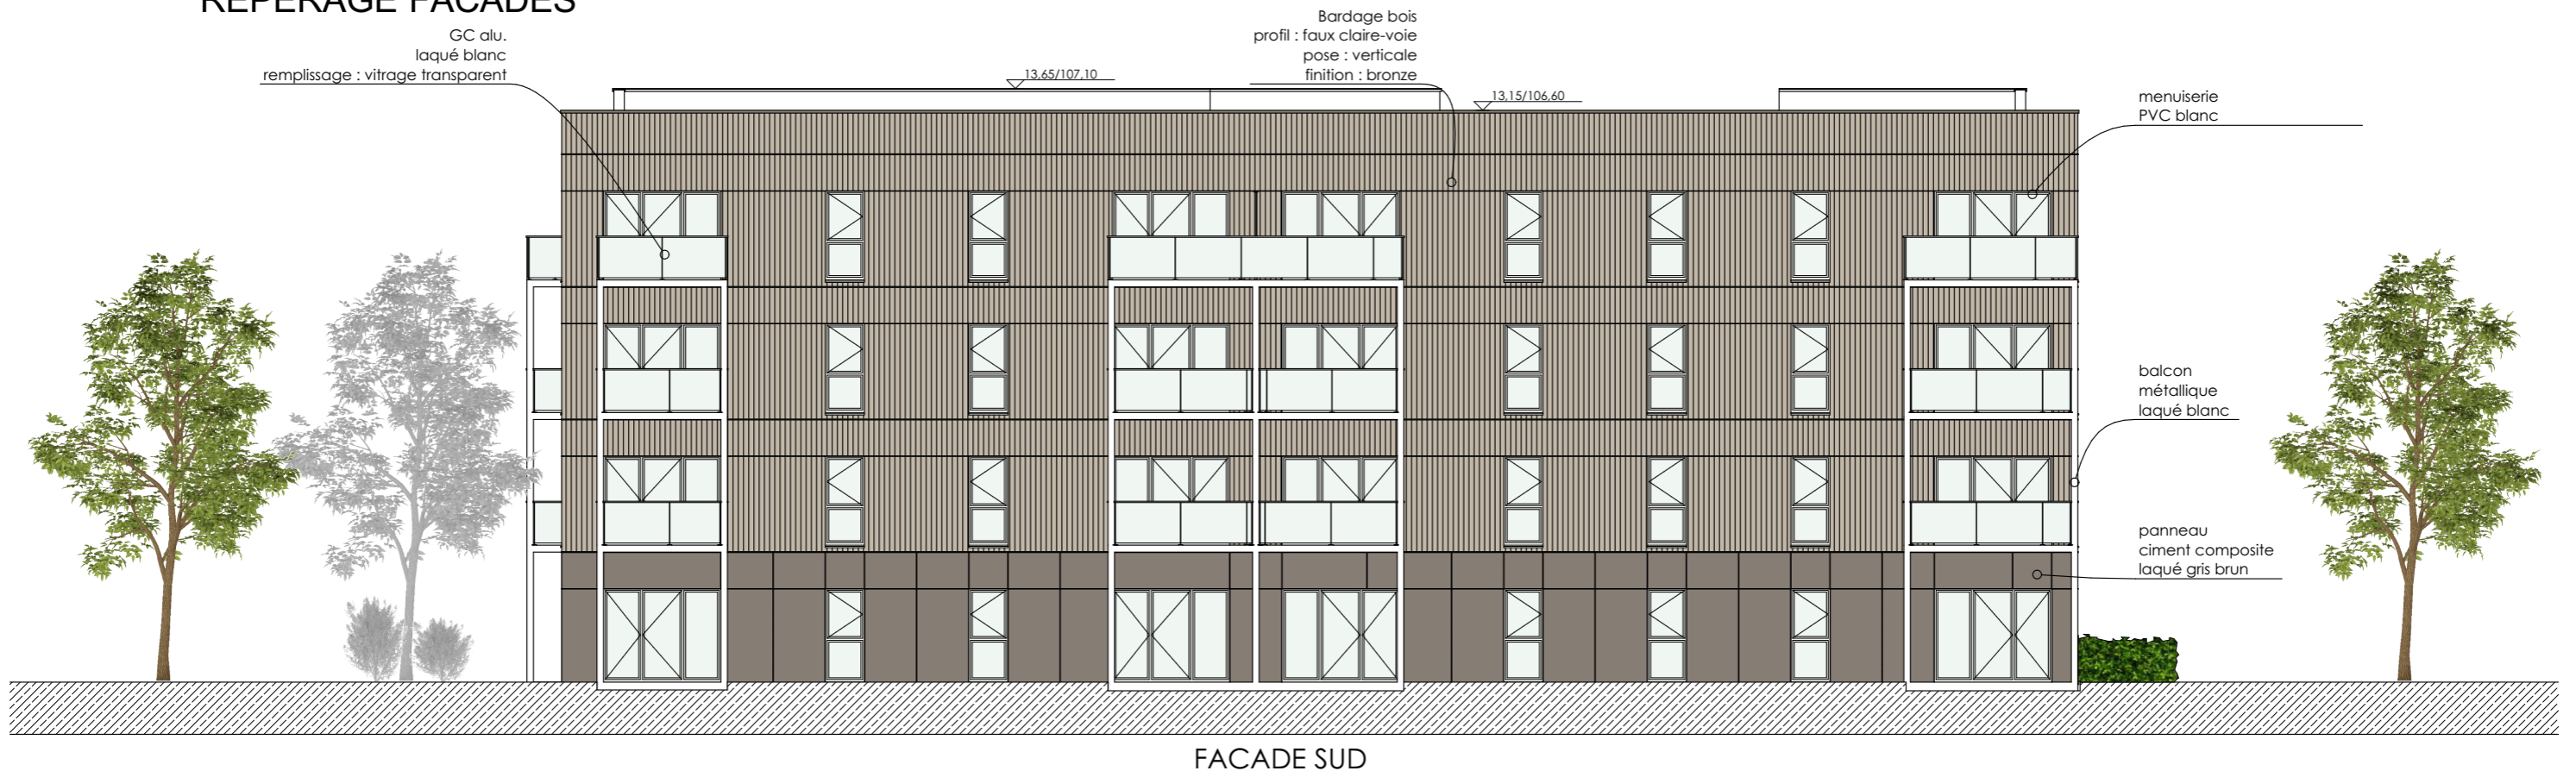 REPERAGE FACADES
GC alu.
laqué blanc
remplissage : vitrage transparent
13,65/107,10
Bardage bois
profil : faux claire-voie
pose : verticale
finition : bronze
13,15/106,60
menuiserie
PVC blanc
balcon
métallique
laqué blanc
panneau
ciment composite
laqué gris brun
FACADE SUD